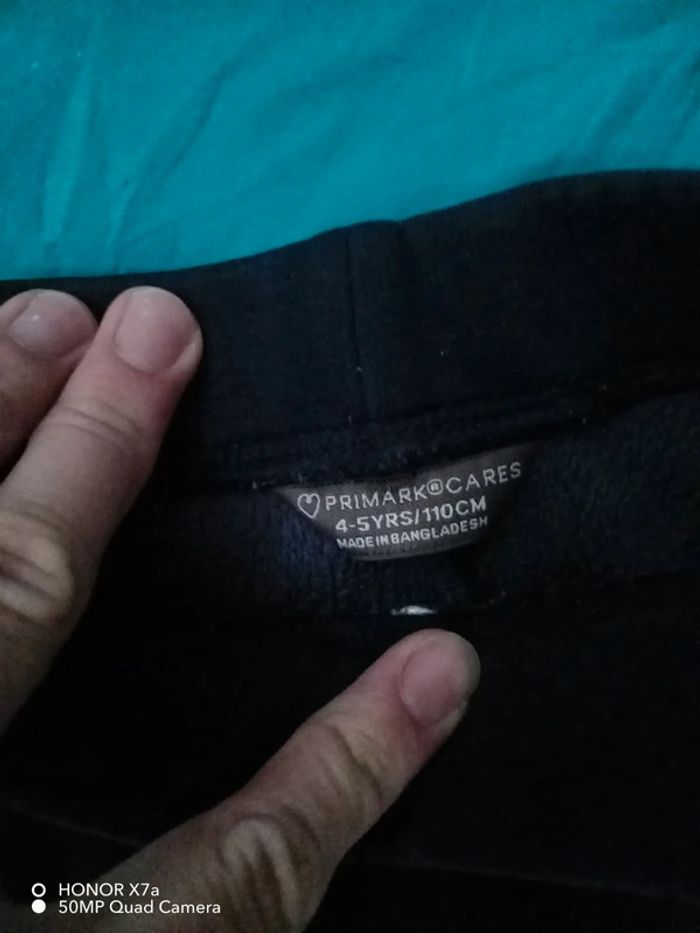 ♡PRIMARK®CARES
4-5YRS/110CM
MADE IN BANGLADESH
HONOR X7a
50MP Quad Camera